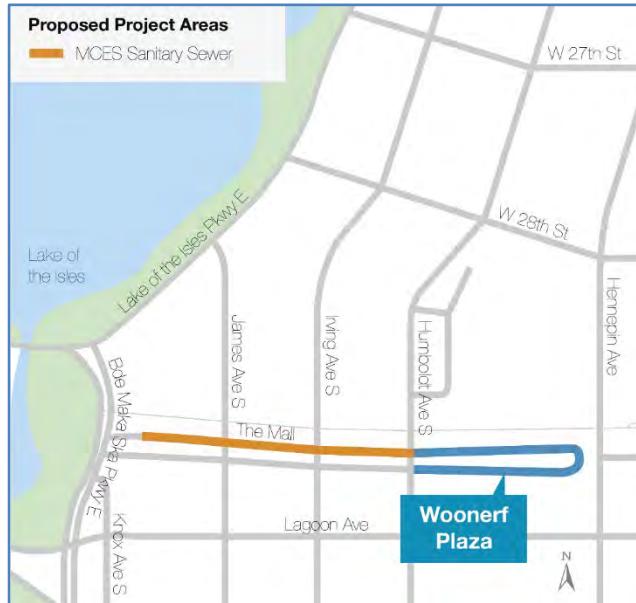 Proposed Project Areas
MCES Sanitary Sewer
W 27th St
W 28th St
Lake of the Isles Pkwy E
Lake of
the Isles
Hennepin Ave
James Ave S
Irving Ave S
Humboldt Ave S
Bde Maka Ska Pkwy E
The Mall
Woonerf
Plaza
Lagoon Ave
Knox Ave S
N